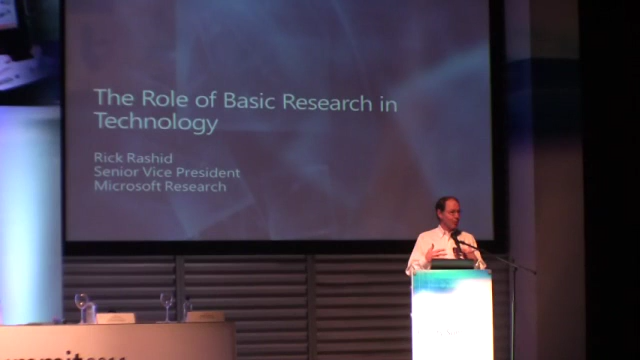 The Role of Basic Research in
Technology
Rick Rashid
Senior Vice President
Microsoft Research